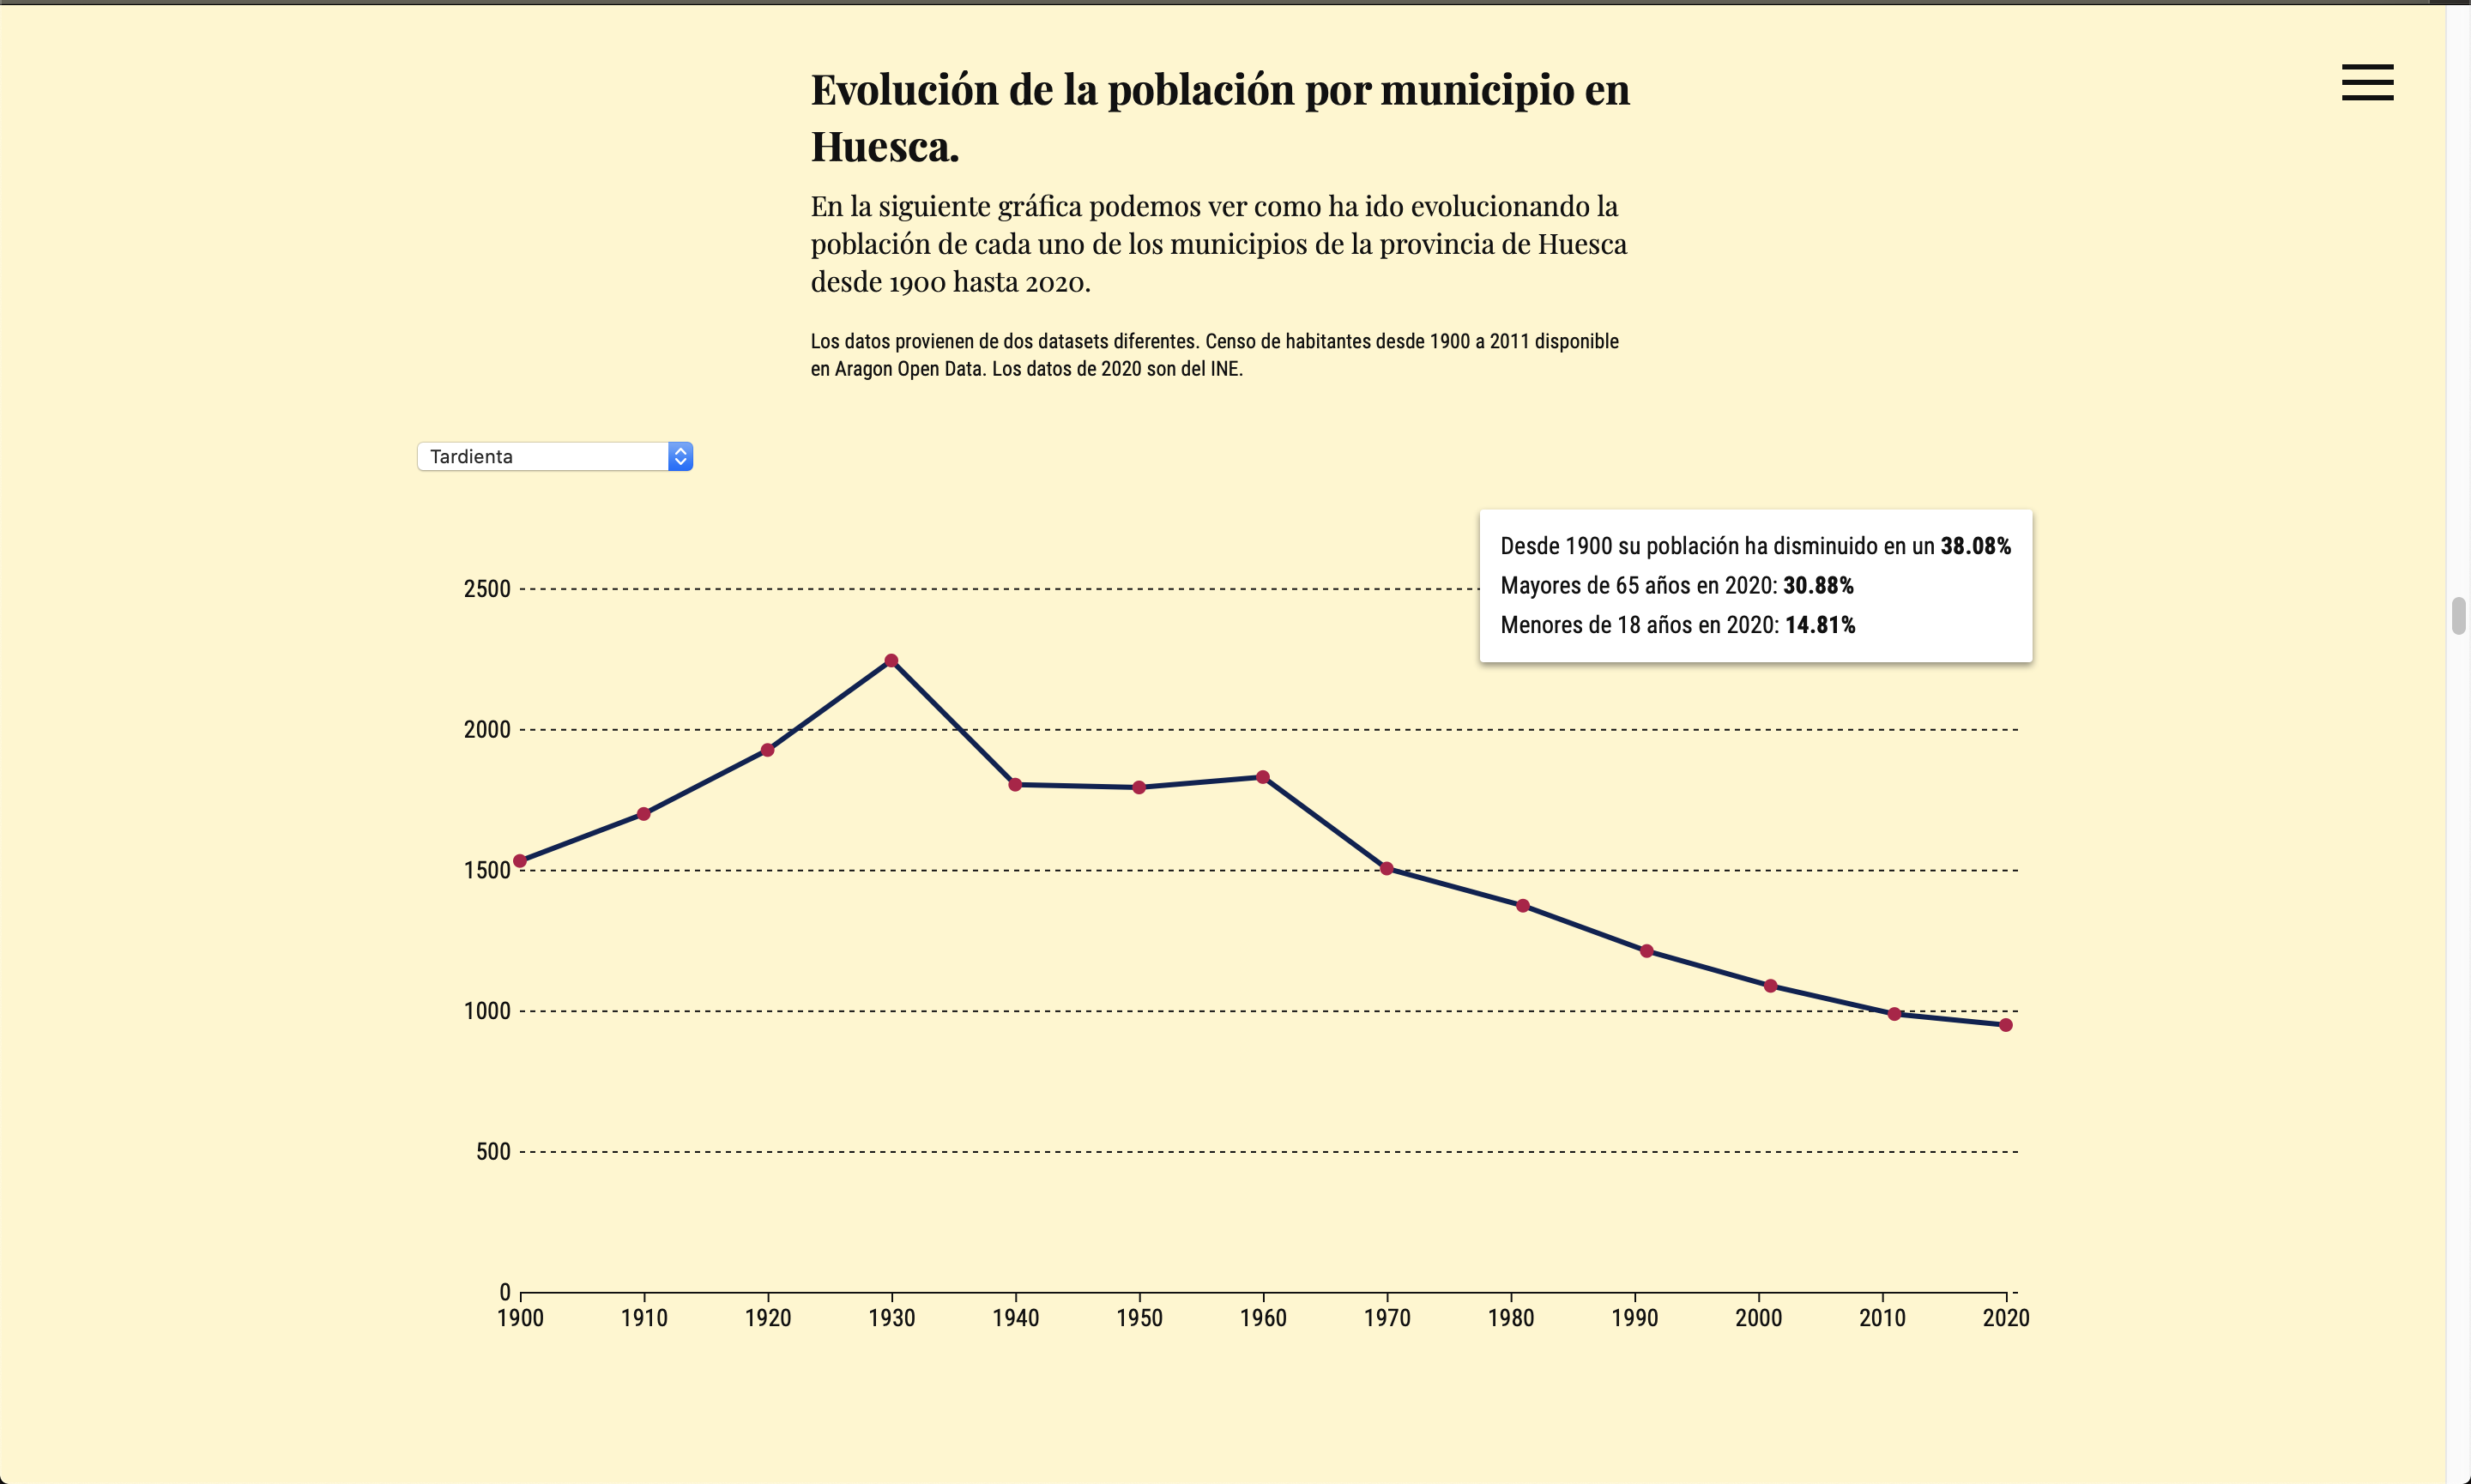 Evolución de la población por municipio en
Huesca.
En la siguiente gráfica podemos ver como ha ido evolucionando la
población de cada uno de los municipios de la provincia de Huesca
desde 1900 hasta 2020.
Los datos provienen de dos datasets diferentes. Censo de habitantes desde 1900 a 2011 disponible
en Aragon Open Data. Los datos de 2020 son del INE.
Tardienta
Desde 1900 su población ha disminuido en un 38.08%
Mayores de 65 años en 2020: 30.88%
Menores de 18 años en 2020: 14.81%
2500
2000
1500
1000
500
0
1900 1910 1920 1930 1940 1950 1960 1970 1980 1990 2000 2010 2020